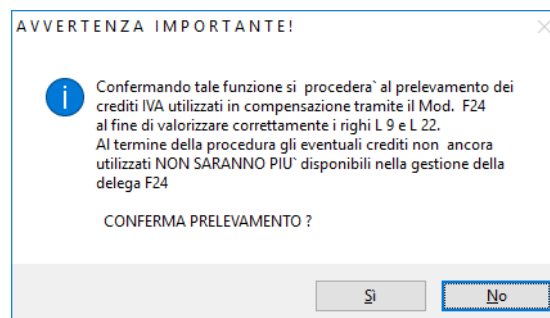 AVVERTENZA IMPORTANTE!
Confermando tale funzione si procedera` al prelevamento dei
crediti IVA utilizzati in compensazione tramite il Mod. F24
al fine di valorizzare correttamente i righi L 9 e L 22.
Al termine della procedura gli eventuali crediti non ancora
utilizzati NON SARANNO PIU` disponibili nella gestione della
delega F24
CONFERMA PRELEVAMENTO ?
Sì
No